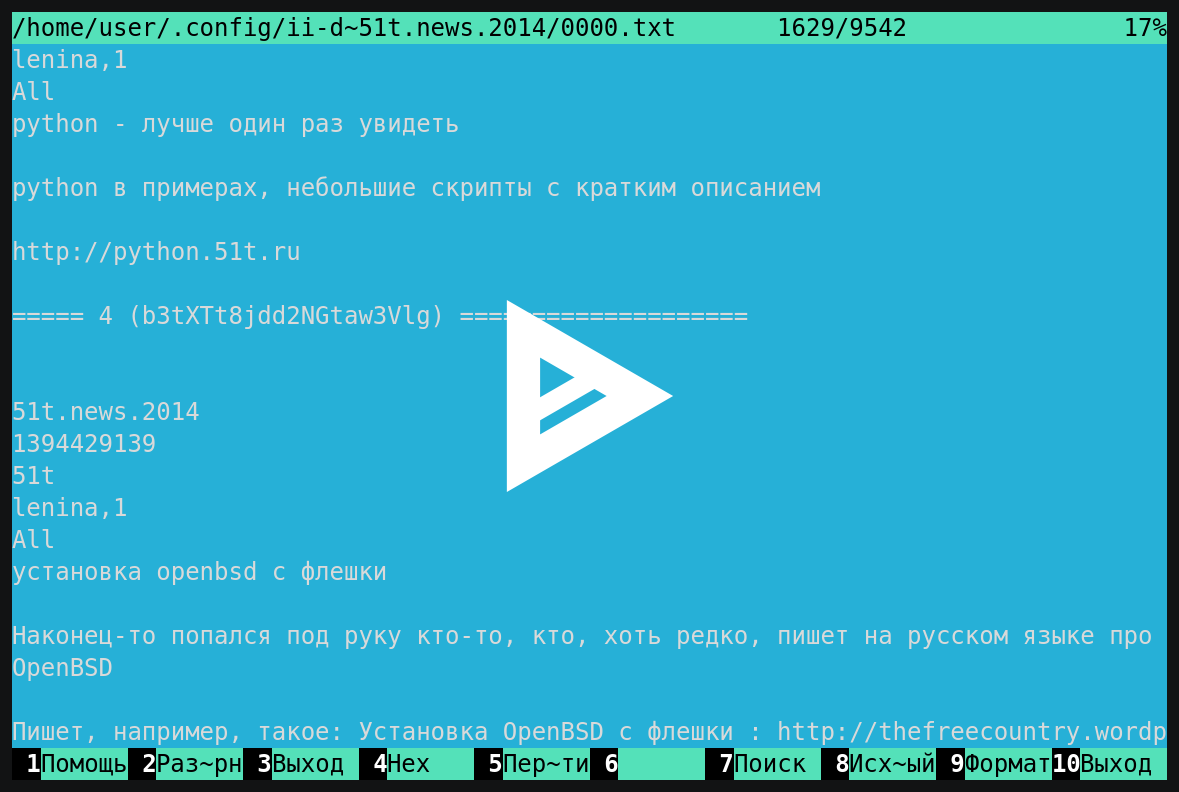 /home/user/.config/ii-d~51t.news.2014/0000.txt 1629/9542 17%
lenina,1
All
python - лучше один раз увидеть
python в примерах, небольшие скрипты с кратким описанием
http://python.51t.ru
===== 4 (b3tXTt8jdd2NGtaw3Vlg) ====================
51t.news.2014
1394429139
51t
lenina,1
All
установка openbsd с флешки
Наконец-то попался под руку кто-то, кто, хоть редко, пишет на русском языке про
OpenBSD
Пишет, например, такое: Установка OpenBSD с флешки : http://thefreecountry.wordp
1Помощь 2Раз~рн 3Выход 4Hex 5Пер~ти 6 7Поиск 8Исх~ый 9Формат 10Выход